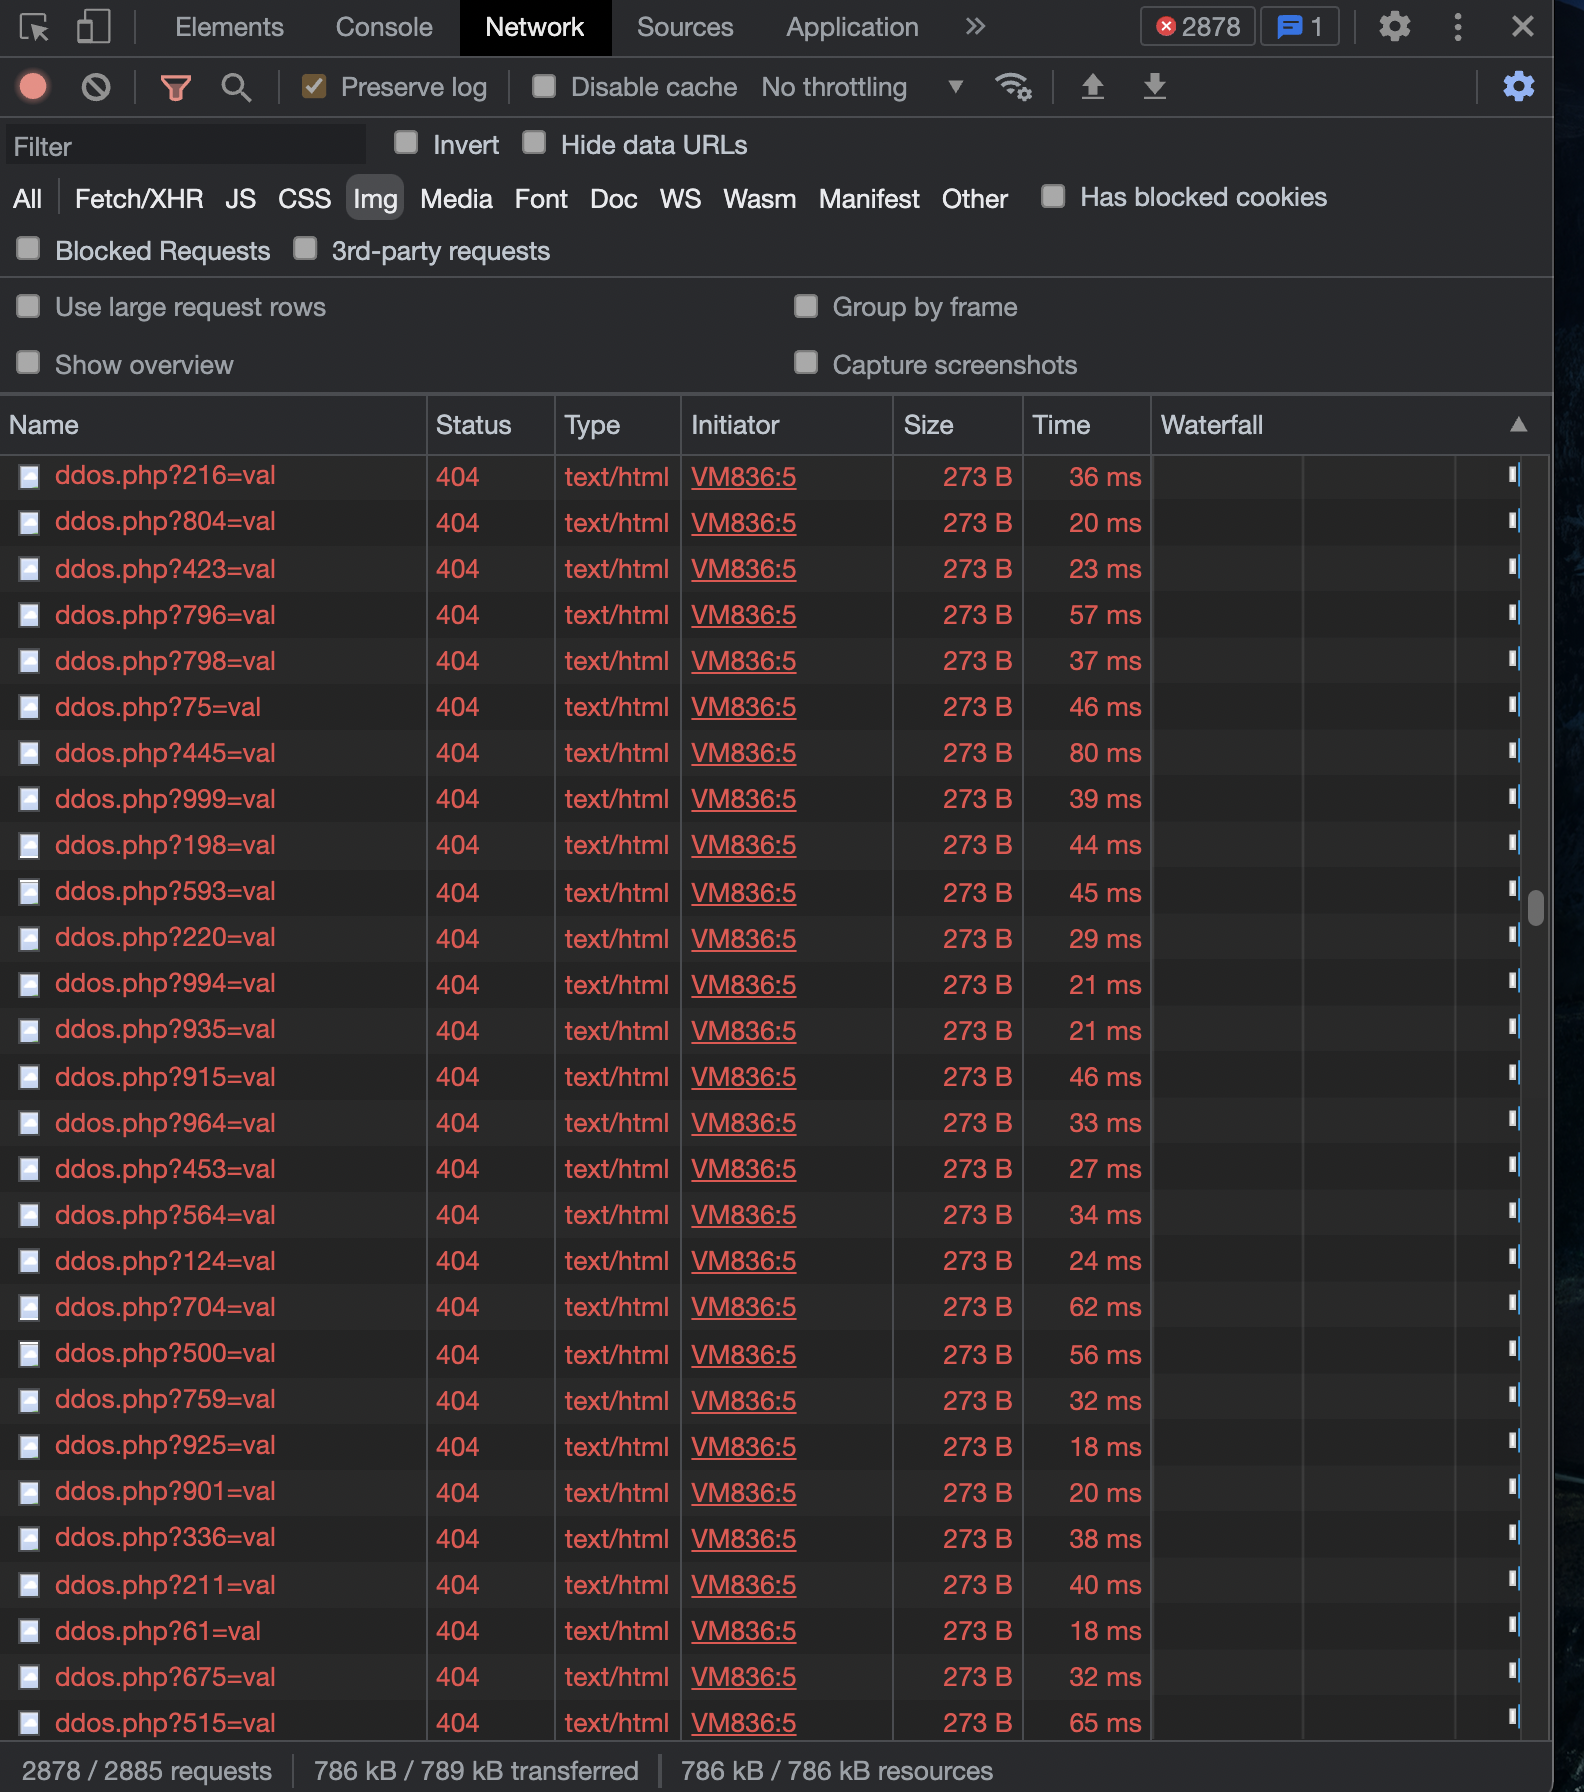 Elements Console Network Sources Application 2878 1
Preserve log Disable cache No throttling
Filter Invert Hide data URLs
All Fetch/XHR JS CSS Img Media Font Doc WS Wasm Manifest Other Has blocked cookies
Blocked Requests 3rd-party requests
Use large request rows Group by frame
Show overview Capture screenshots
Name Status Type Initiator Size Time Waterfall
ddos.php?216=val 404 text/html VM836:5 273 B 36 ms
ddos.php?804=val 404 text/html VM836:5 273 B 20 ms
ddos.php?423=val 404 text/html VM836:5 273 B 23 ms
ddos.php?796=val 404 text/html VM836:5 273 B 57 ms
ddos.php?798=val 404 text/html VM836:5 273 B 37 ms
ddos.php?75=val 404 text/html VM836:5 273 B 46 ms
ddos.php?445=val 404 text/html VM836:5 273 B 80 ms
ddos.php?999=val 404 text/html VM836:5 273 B 39 ms
ddos.php?198=val 404 text/html VM836:5 273 B 44 ms
ddos.php?593=val 404 text/html VM836:5 273 B 45 ms
ddos.php?220=val 404 text/html VM836:5 273 B 29 ms
ddos.php?994=val 404 text/html VM836:5 273 B 21 ms
ddos.php?935=val 404 text/html VM836:5 273 B 21 ms
ddos.php?915=val 404 text/html VM836:5 273 B 46 ms
ddos.php?964=val 404 text/html VM836:5 273 B 33 ms
ddos.php?453=val 404 text/html VM836:5 273 B 27 ms
ddos.php?564=val 404 text/html VM836:5 273 B 34 ms
ddos.php?124=val 404 text/html VM836:5 273 B 24 ms
ddos.php?704=val 404 text/html VM836:5 273 B 62 ms
ddos.php?500=val 404 text/html VM836:5 273 B 56 ms
ddos.php?759=val 404 text/html VM836:5 273 B 32 ms
ddos.php?925=val 404 text/html VM836:5 273 B 18 ms
ddos.php?901=val 404 text/html VM836:5 273 B 20 ms
ddos.php?336=val 404 text/html VM836:5 273 B 38 ms
ddos.php?211=val 404 text/html VM836:5 273 B 40 ms
ddos.php?61=val 404 text/html VM836:5 273 B 18 ms
ddos.php?675=val 404 text/html VM836:5 273 B 32 ms
ddos.php?515=val 404 text/html VM836:5 273 B 65 ms
2878 / 2885 requests 786 kB / 789 kB transferred 786 kB / 786 kB resources